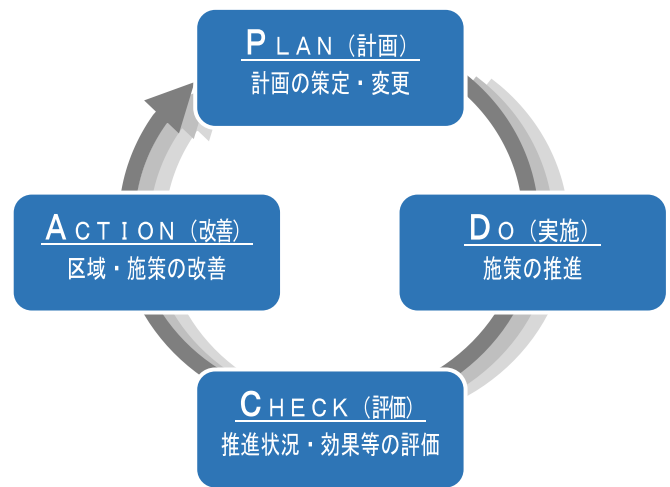 PLAN（計画）
計画の策定・変更
ACTION（改善）
区域・施策の改善
DO（実施）
施策の推進
CHECK（評価）
推進状況・効果等の評価